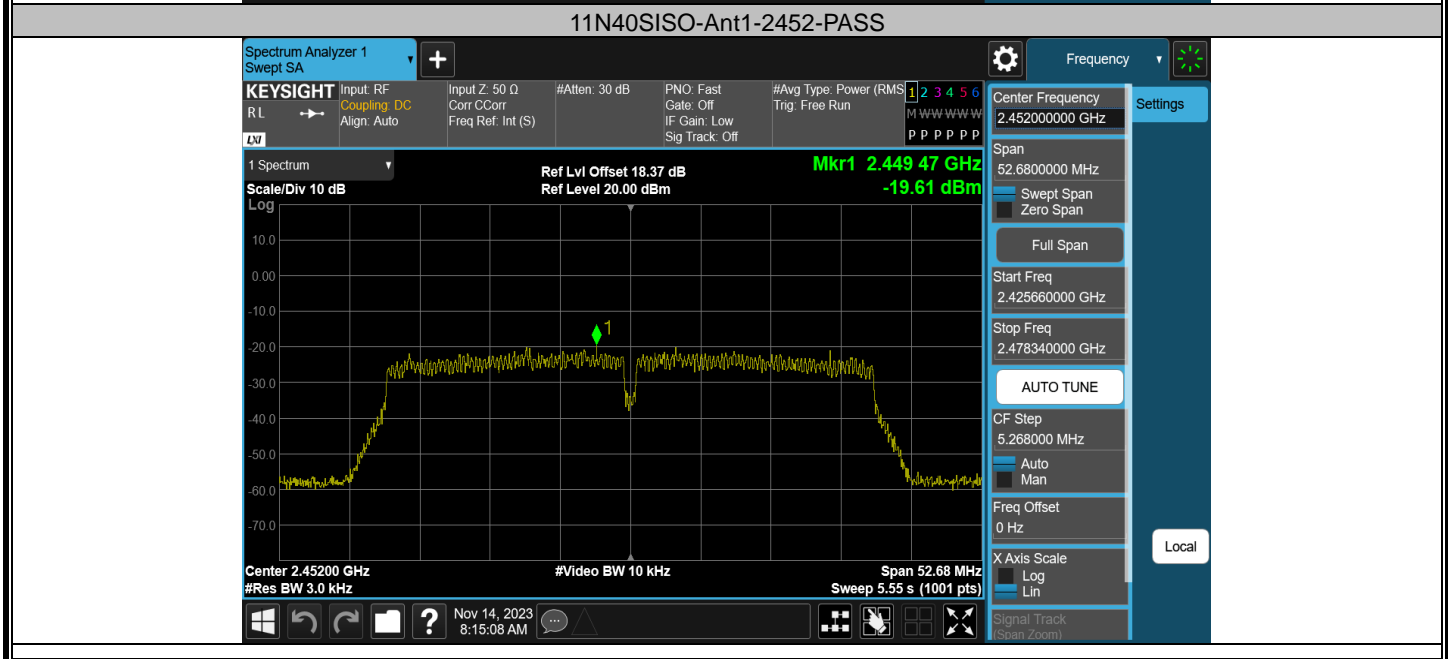 11N40SISO-Ant1-2452-PASS
Spectrum Analyzer 1
Swept SA
+
Frequency
KEYSIGHT
RL
LXI
Input: RF
Coupling: DC
Align: Auto
Input Z: 50 Ω
Corr CCorr
Freq Ref: Int (S)
#Atten: 30 dB
PNO: Fast
Gate: Off
IF Gain: Low
Sig Track: Off
#Avg Type: Power (RMS
Trig: Free Run
1 2 3 4 5 6
M W W W W W
P P P P P P
1 Spectrum
Scale/Div 10 dB
Log
Ref Lvl Offset 18.37 dB
Ref Level 20.00 dBm
Mkr1 2.449 47 GHz
-19.61 dBm
10.0
0.00
-10.0
-20.0
-30.0
-40.0
-50.0
-60.0
-70.0
1
Center 2.45200 GHz
#Res BW 3.0 kHz
#Video BW 10 kHz
Span 52.68 MHz
Sweep 5.55 s (1001 pts)
Center Frequency
2.452000000 GHz
Settings
Span
52.6800000 MHz
Swept Span
Zero Span
Full Span
Start Freq
2.425660000 GHz
Stop Freq
2.478340000 GHz
AUTO TUNE
CF Step
5.268000 MHz
Auto
Man
Freq Offset
0 Hz
X Axis Scale
Log
Lin
Signal Track
(Span Zoom)
Local
?
Nov 14, 2023
8:15:08 AM